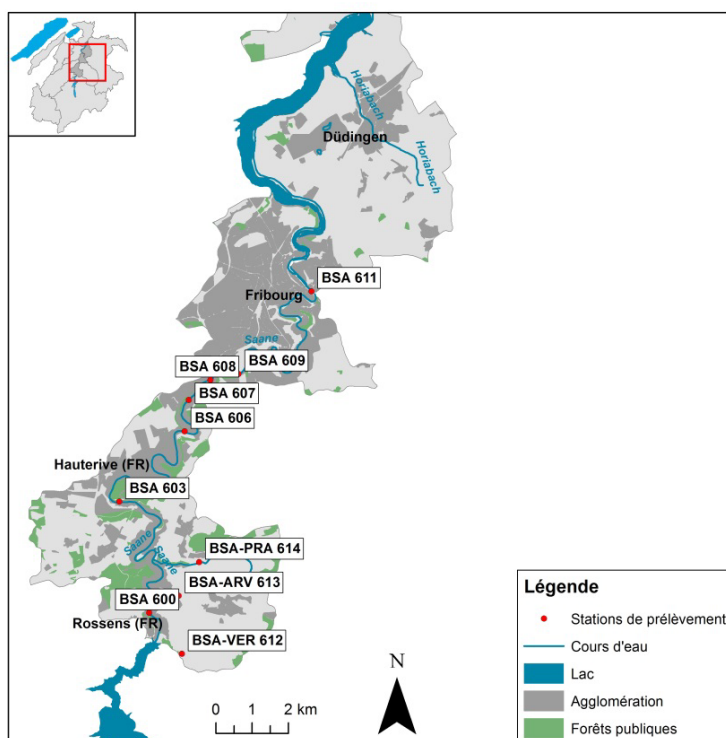 Horiabach
Düdingen
Horiabach
BSA 611
Fribourg
Saane
BSA 609
BSA 608
BSA 607
BSA 606
Hauterive (FR)
BSA 603
Saane
Saane
BSA-PRA 614
BSA-ARV 613
BSA 600
Rossens (FR)
BSA-VER 612
N
0 1 2 km
Légende
Stations de prélèvement
Cours d'eau
Lac
Agglomération
Forêts publiques